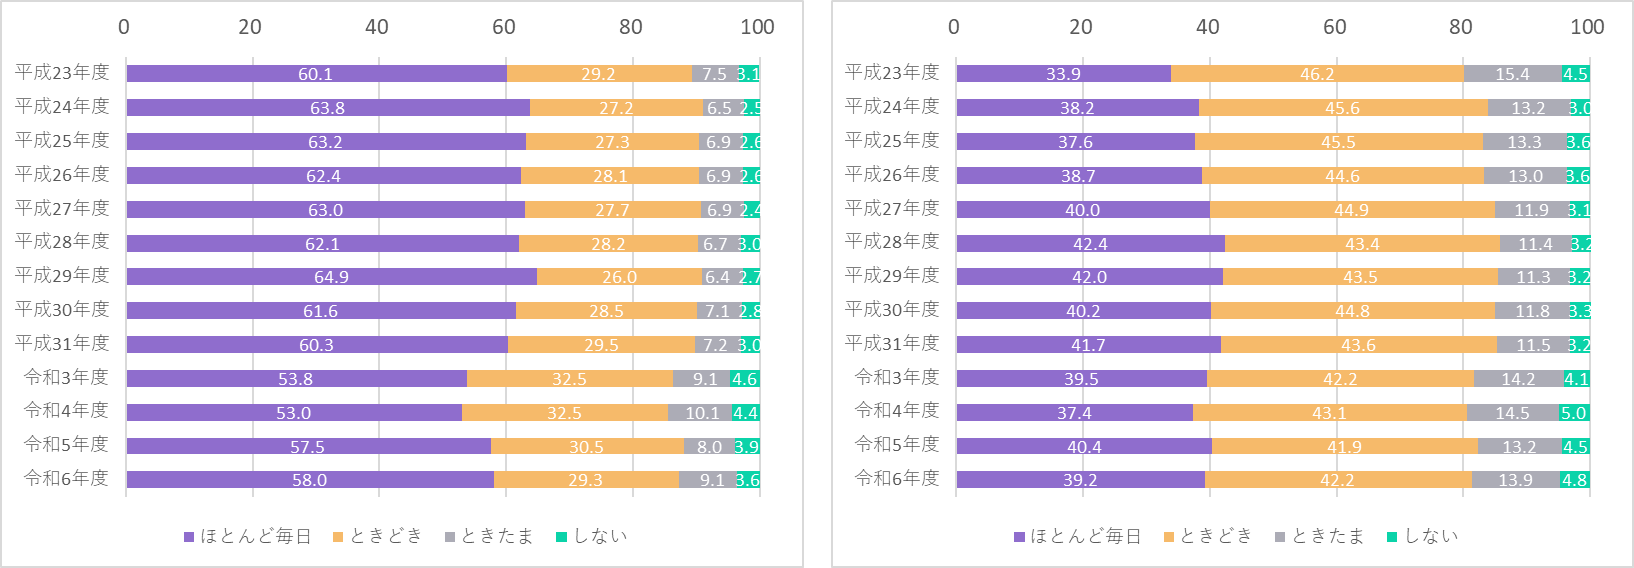 0 20 40 60 80 100
平成23年度 60.1 29.2 7.5 3.1
平成24年度 63.8 27.2 6.5 2.5
平成25年度 63.2 27.3 6.9 2.6
平成26年度 62.4 28.1 6.9 2.6
平成27年度 63.0 27.7 6.9 2.4
平成28年度 62.1 28.2 6.7 3.0
平成29年度 64.9 26.0 6.4 2.7
平成30年度 61.6 28.5 7.1 2.8
平成31年度 60.3 29.5 7.2 3.0
令和3年度 53.8 32.5 9.1 4.6
令和4年度 53.0 32.5 10.1 4.4
令和5年度 57.5 30.5 8.0 3.9
令和6年度 58.0 29.3 9.1 3.6
ほとんど毎日 ときどき ときたま しない
0 20 40 60 80 100
平成23年度 33.9 46.2 15.4 4.5
平成24年度 38.2 45.6 13.2 3.0
平成25年度 37.6 45.5 13.3 3.6
平成26年度 38.7 44.6 13.0 3.6
平成27年度 40.0 44.9 11.9 3.1
平成28年度 42.4 43.4 11.4 3.2
平成29年度 42.0 43.5 11.3 3.2
平成30年度 40.2 44.8 11.8 3.3
平成31年度 41.7 43.6 11.5 3.2
令和3年度 39.5 42.2 14.2 4.1
令和4年度 37.4 43.1 14.5 5.0
令和5年度 40.4 41.9 13.2 4.5
令和6年度 39.2 42.2 13.9 4.8
ほとんど毎日 ときどき ときたま しない